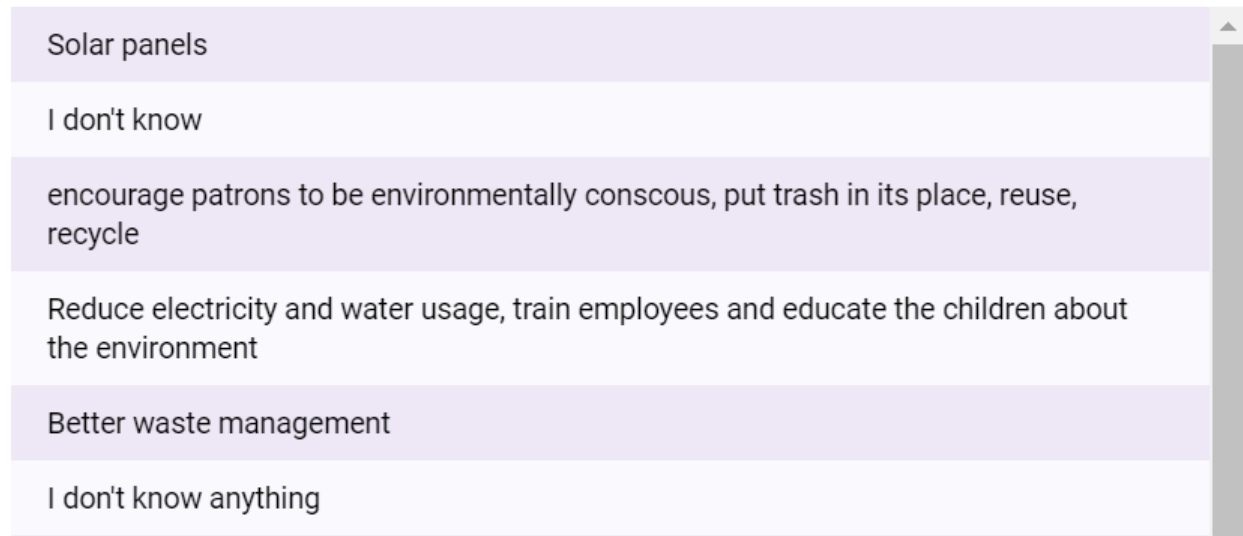 Solar panels
I don't know
encourage patrons to be environmentally conscous, put trash in its place, reuse,
recycle
Reduce electricity and water usage, train employees and educate the children about
the environment
Better waste management
I don't know anything